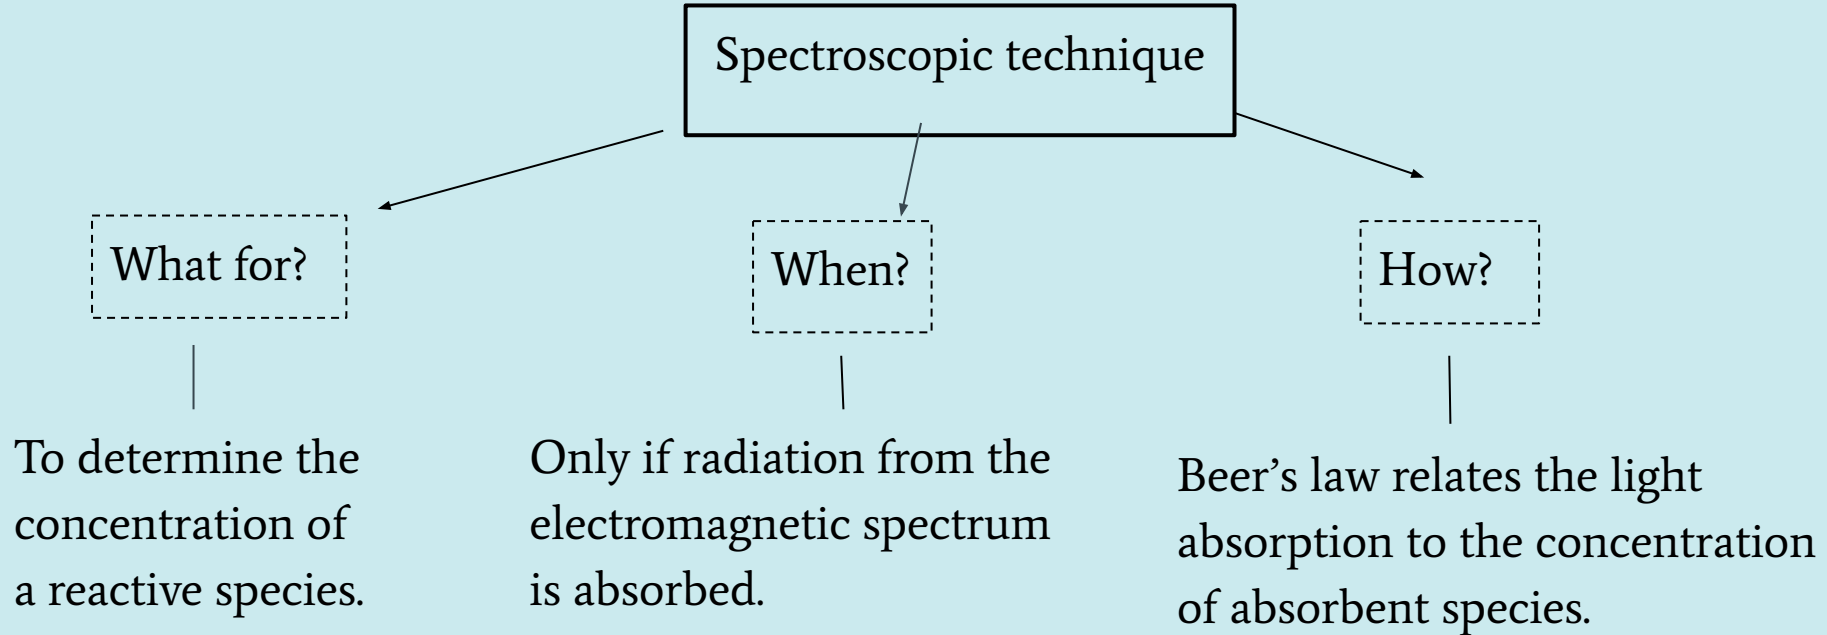 Spectroscopic technique
What for?
When?
How?
To determine the
concentration of
a reactive species.
Only if radiation from the
electromagnetic spectrum
is absorbed.
Beer’s law relates the light
absorption to the concentration
of absorbent species.